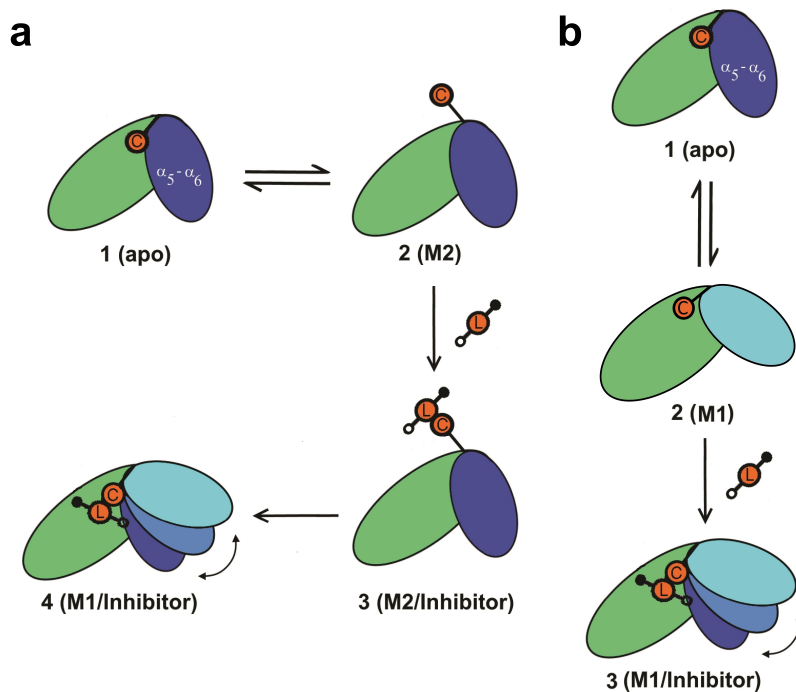 a
C
α5 - α6
1 (apo)
C
2 (M2)
L
L
C
3 (M2/Inhibitor)
C
L
4 (M1/Inhibitor)
b
C
α5 - α6
1 (apo)
C
2 (M1)
L
C
L
3 (M1/Inhibitor)